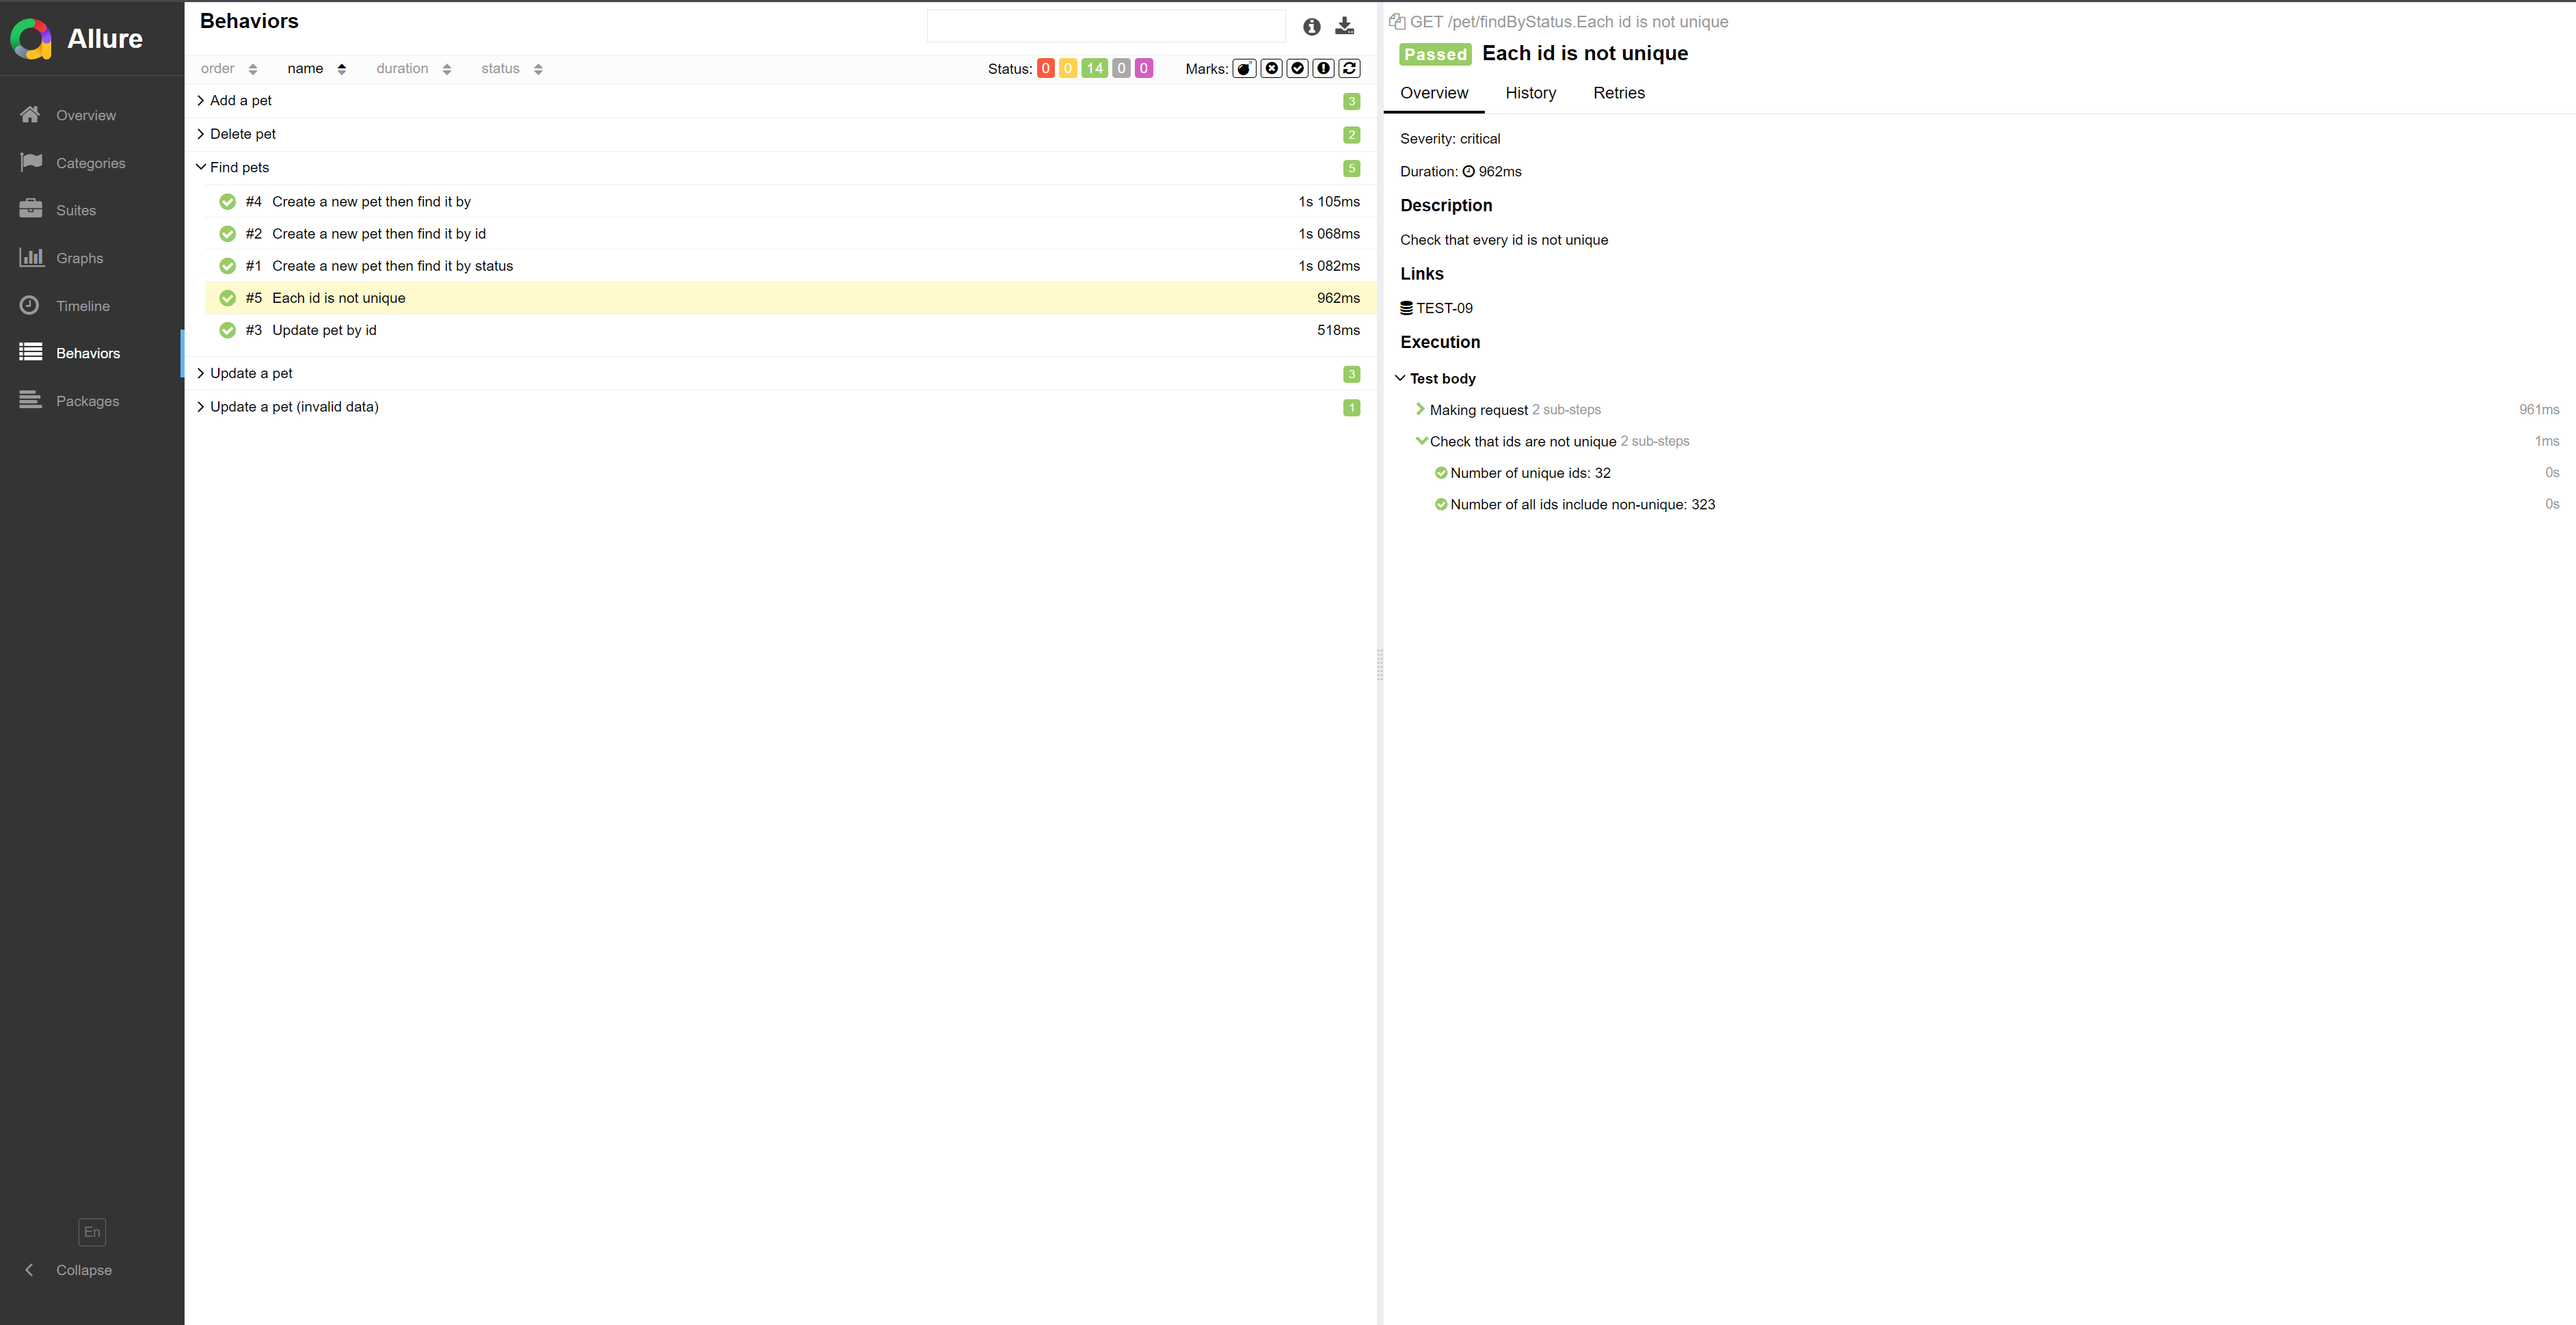 Allure
Overview
Categories
Suites
Graphs
Timeline
Behaviors
Packages
En
Collapse
Behaviors
order name duration status Status: 0 0 14 0 0 Marks:
Add a pet 3
Delete pet 2
Find pets 5
#4 Create a new pet then find it by 1s 105ms
#2 Create a new pet then find it by id 1s 068ms
#1 Create a new pet then find it by status 1s 082ms
#5 Each id is not unique 962ms
#3 Update pet by id 518ms
Update a pet 3
Update a pet (invalid data) 1
GET /pet/findByStatus.Each id is not unique
Passed Each id is not unique
Overview History Retries
Severity: critical
Duration: 962ms
Description
Check that every id is not unique
Links
TEST-09
Execution
Test body
Making request 2 sub-steps 961ms
Check that ids are not unique 2 sub-steps 1ms
Number of unique ids: 32 0s
Number of all ids include non-unique: 323 0s